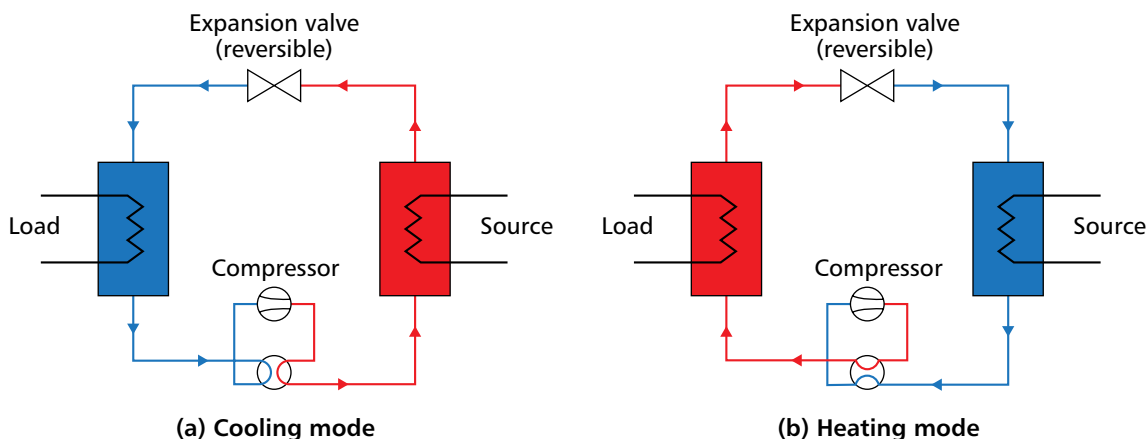 Expansion valve
(reversible)
Load
Source
Compressor
(a) Cooling mode
Expansion valve
(reversible)
Load
Source
Compressor
(b) Heating mode